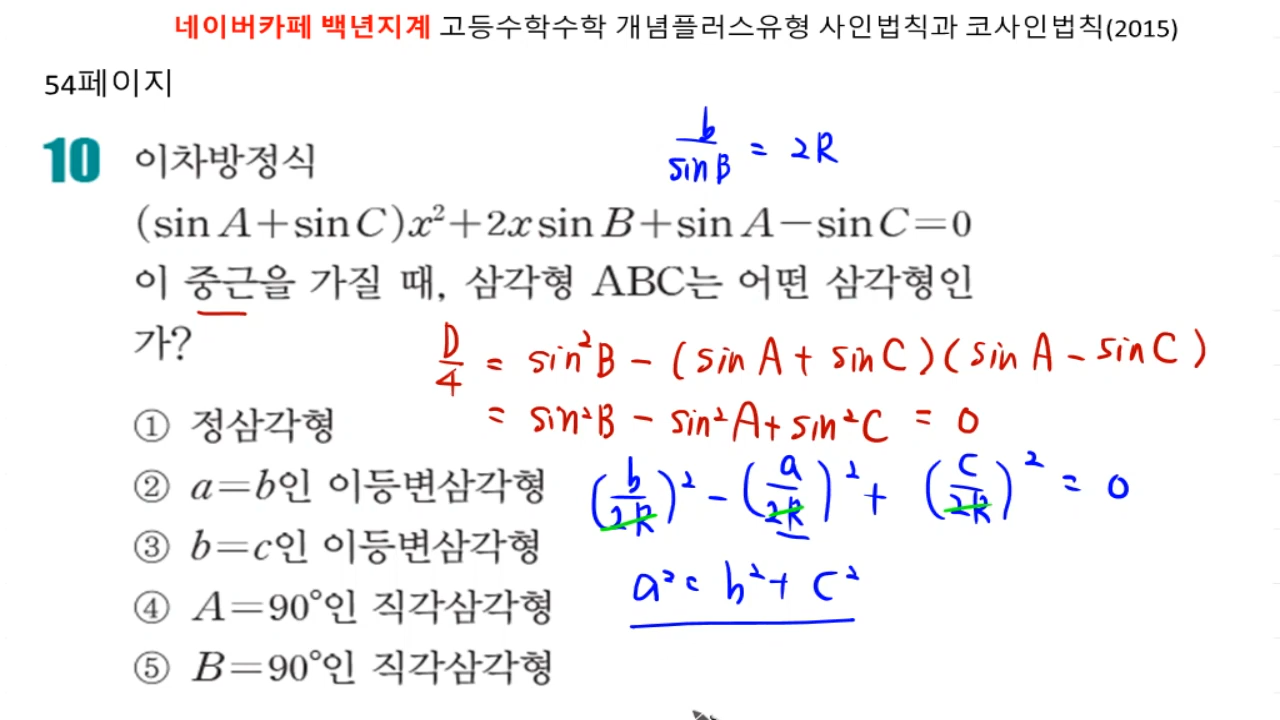 네이버카페 백년지계 고등수학수학 개념플러스유형 사인법칙과 코사인법칙(2015)
54페이지
b/sin B = 2R
10 이차방정식
(sin A+sin C)x²+2x sin B+sin A−sin C=0
이 중근을 가질 때, 삼각형 ABC는 어떤 삼각형인
가?
D/4 = sin²B − (sin A + sin C)(sin A − sin C)
= sin²B − sin²A + sin²C = 0
① 정삼각형
② a=b인 이등변삼각형
(b/2R)² − (a/2R)² + (c/2R)² = 0
③ b=c인 이등변삼각형
a² = b² + c²
④ A=90°인 직각삼각형
⑤ B=90°인 직각삼각형